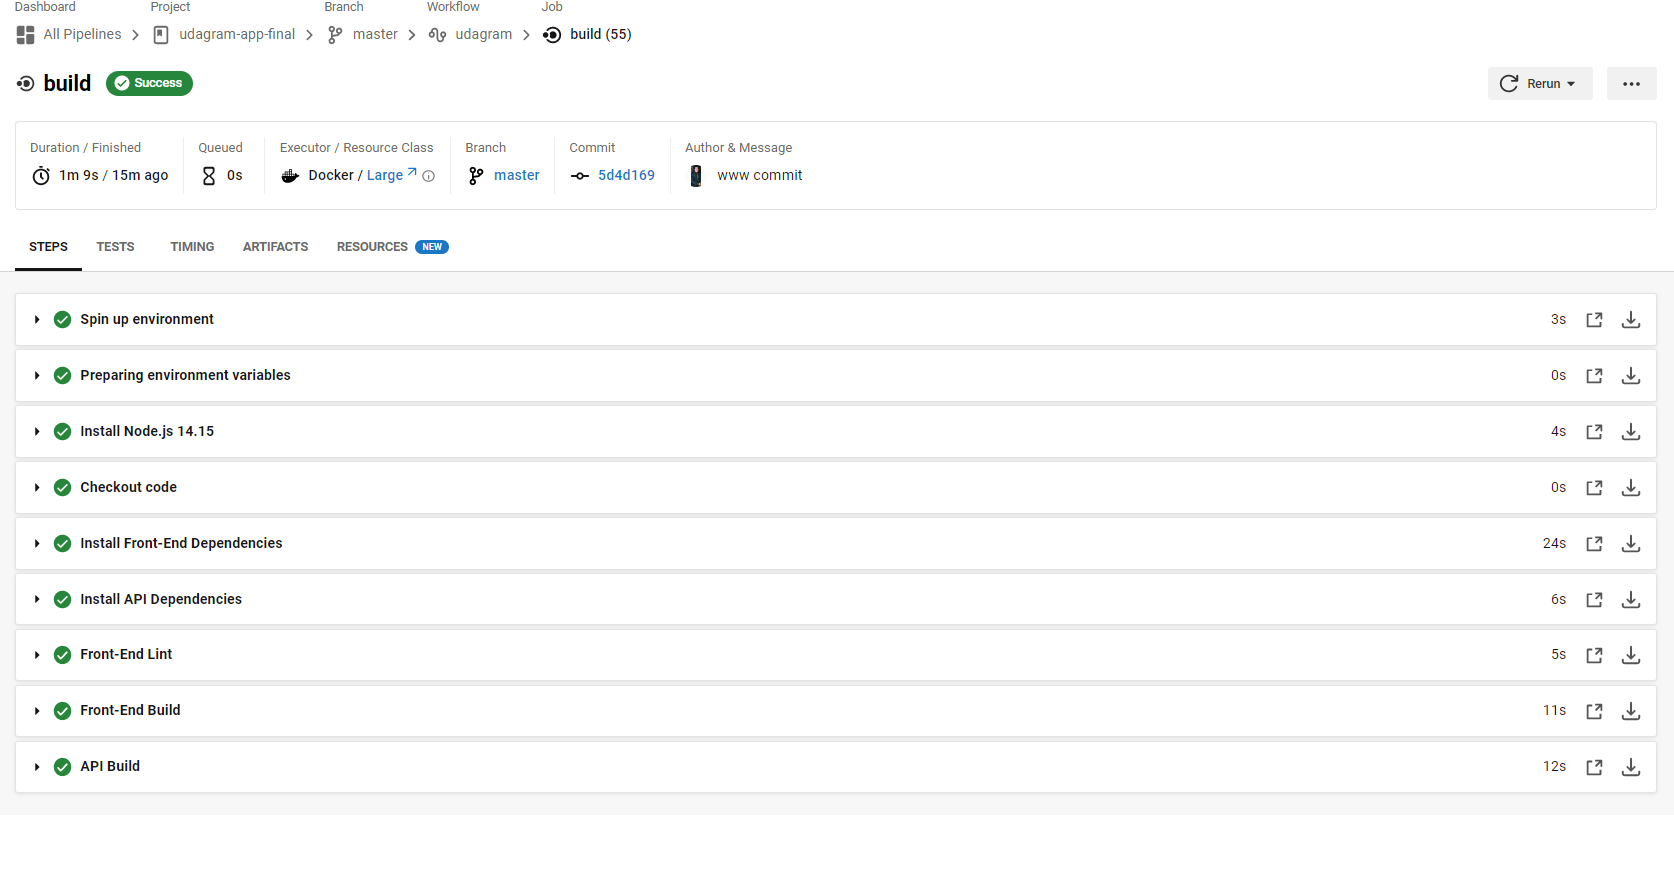 Dashboard Project Branch Workflow Job
All Pipelines udagram-app-final master udagram build (55)
build Success Rerun
Duration / Finished Queued Executor / Resource Class Branch Commit Author & Message
1m 9s / 15m ago 0s Docker / Large master 5d4d169 www commit
STEPS TESTS TIMING ARTIFACTS RESOURCES NEW
Spin up environment 3s
Preparing environment variables 0s
Install Node.js 14.15 4s
Checkout code 0s
Install Front-End Dependencies 24s
Install API Dependencies 6s
Front-End Lint 5s
Front-End Build 11s
API Build 12s